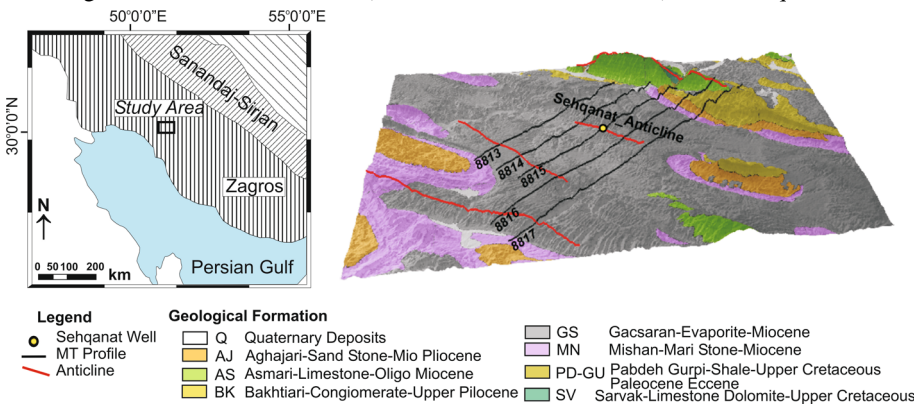 50°0'0"E 55°0'0"E
30°0'0"N
Sanandaj-Sirjan
Study Area
Zagros
N
0 50 100 200 km
Persian Gulf
Sehqanat_Anticline
8813
8814
8815
8816
8817
Legend
Sehqanat Well
MT Profile
Anticline
Geological Formation
Q Quaternary Deposits
AJ Aghajari-Sand Stone-Mio Pliocene
AS Asmari-Limestone-Oligo Miocene
BK Bakhtiari-Congiomerate-Upper Pilocene
GS Gacsaran-Evaporite-Miocene
MN Mishan-Mari Stone-Miocene
PD-GU Pabdeh Gurpi-Shale-Upper Cretaceous
Paleocene Eccene
SV Sarvak-Limestone Dolomite-Upper Cretaceous